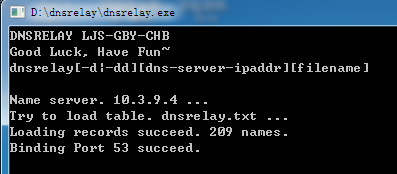 D:\dnsrelay\dnsrelay.exe
DNSRELAY LJS-GBY-CHB
Good Luck, Have Fun~
dnsrelay[-d¦-dd][dns-server-ipaddr][filename]
Name server. 10.3.9.4 ...
Try to load table. dnsrelay.txt ...
Loading records succeed. 209 names.
Binding Port 53 succeed.